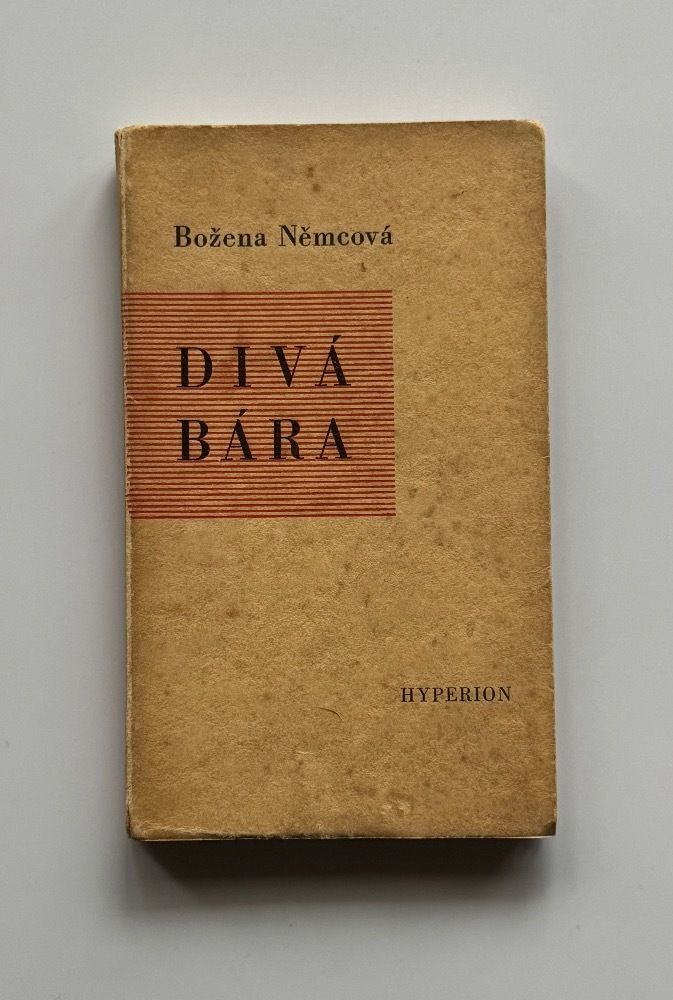 Božena Němcová
DIVÁ
BÁRA
HYPERION